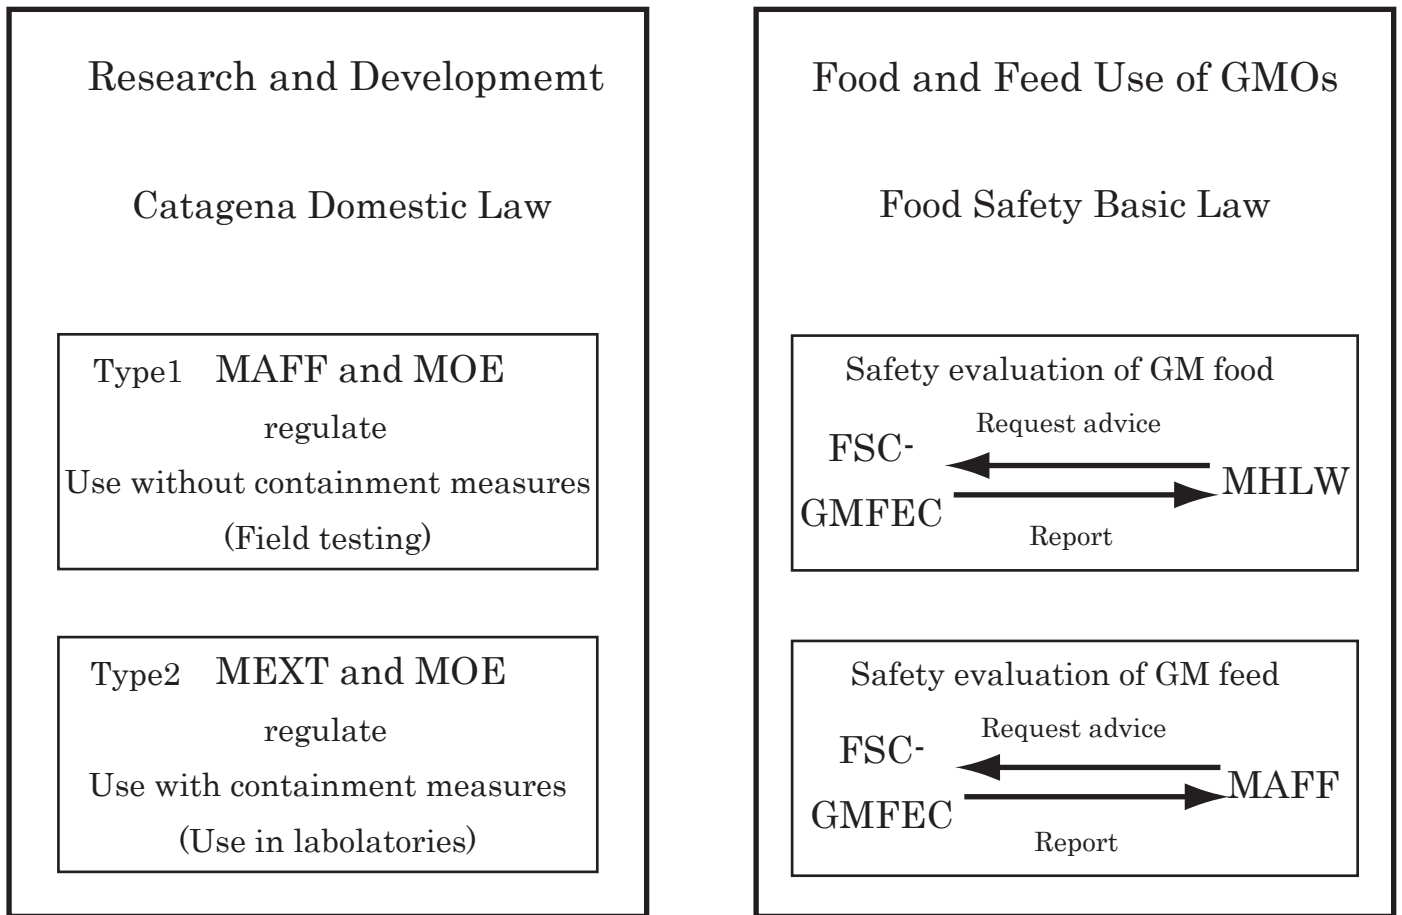 Research and Developmemt
Catagena Domestic Law
Type1 MAFF and MOE
regulate
Use without containment measures
(Field testing)
Type2 MEXT and MOE
regulate
Use with containment measures
(Use in labolatories)
Food and Feed Use of GMOs
Food Safety Basic Law
Safety evaluation of GM food
Request advice
FSC-
GMFEC
MHLW
Report
Safety evaluation of GM feed
Request advice
FSC-
GMFEC
MAFF
Report